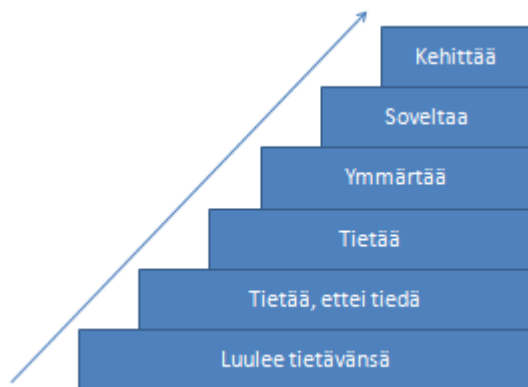 Kehittää
Soveltaa
Ymmärtää
Tietää
Tietää, ettei tiedä
Luulee tietävänsä